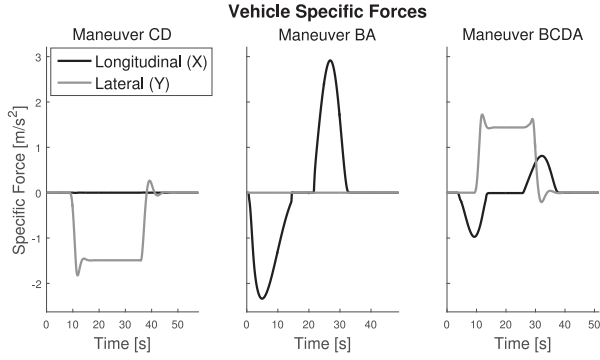 Vehicle Specific Forces
Maneuver CD
Maneuver BA
Maneuver BCDA
Longitudinal (X)
Lateral (Y)
Specific Force [m/s²]
3
2
1
0
-1
-2
0 10 20 30 40 50
0 10 20 30 40
0 10 20 30 40 50
Time [s]
Time [s]
Time [s]